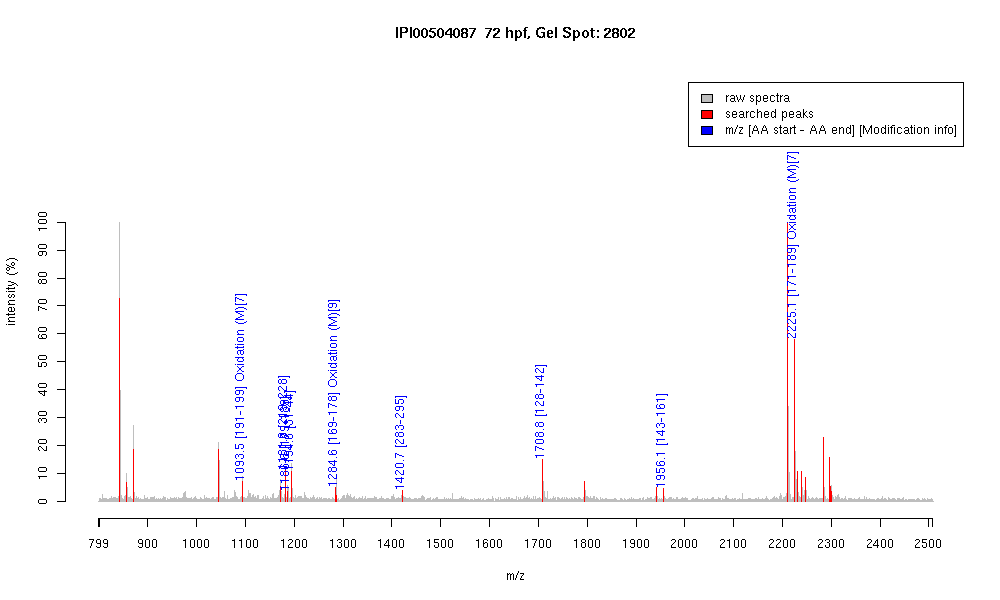 IPI00504087 72 hpf, Gel Spot: 2802
raw spectra
searched peaks
m/z [AA start - AA end] [Modification info]
intensity (%)
100
90
80
70
60
50
40
30
20
10
0
1093.5 [191-199] Oxidation (M)[7]
1284.6 [169-178] Oxidation (M)[9]
1420.7 [283-295]
1708.8 [128-142]
1956.1 [143-161]
2225.1 [171-189] Oxidation (M)[7]
799 900 1000 1100 1200 1300 1400 1500 1600 1700 1800 1900 2000 2100 2200 2300 2400 2500
m/z